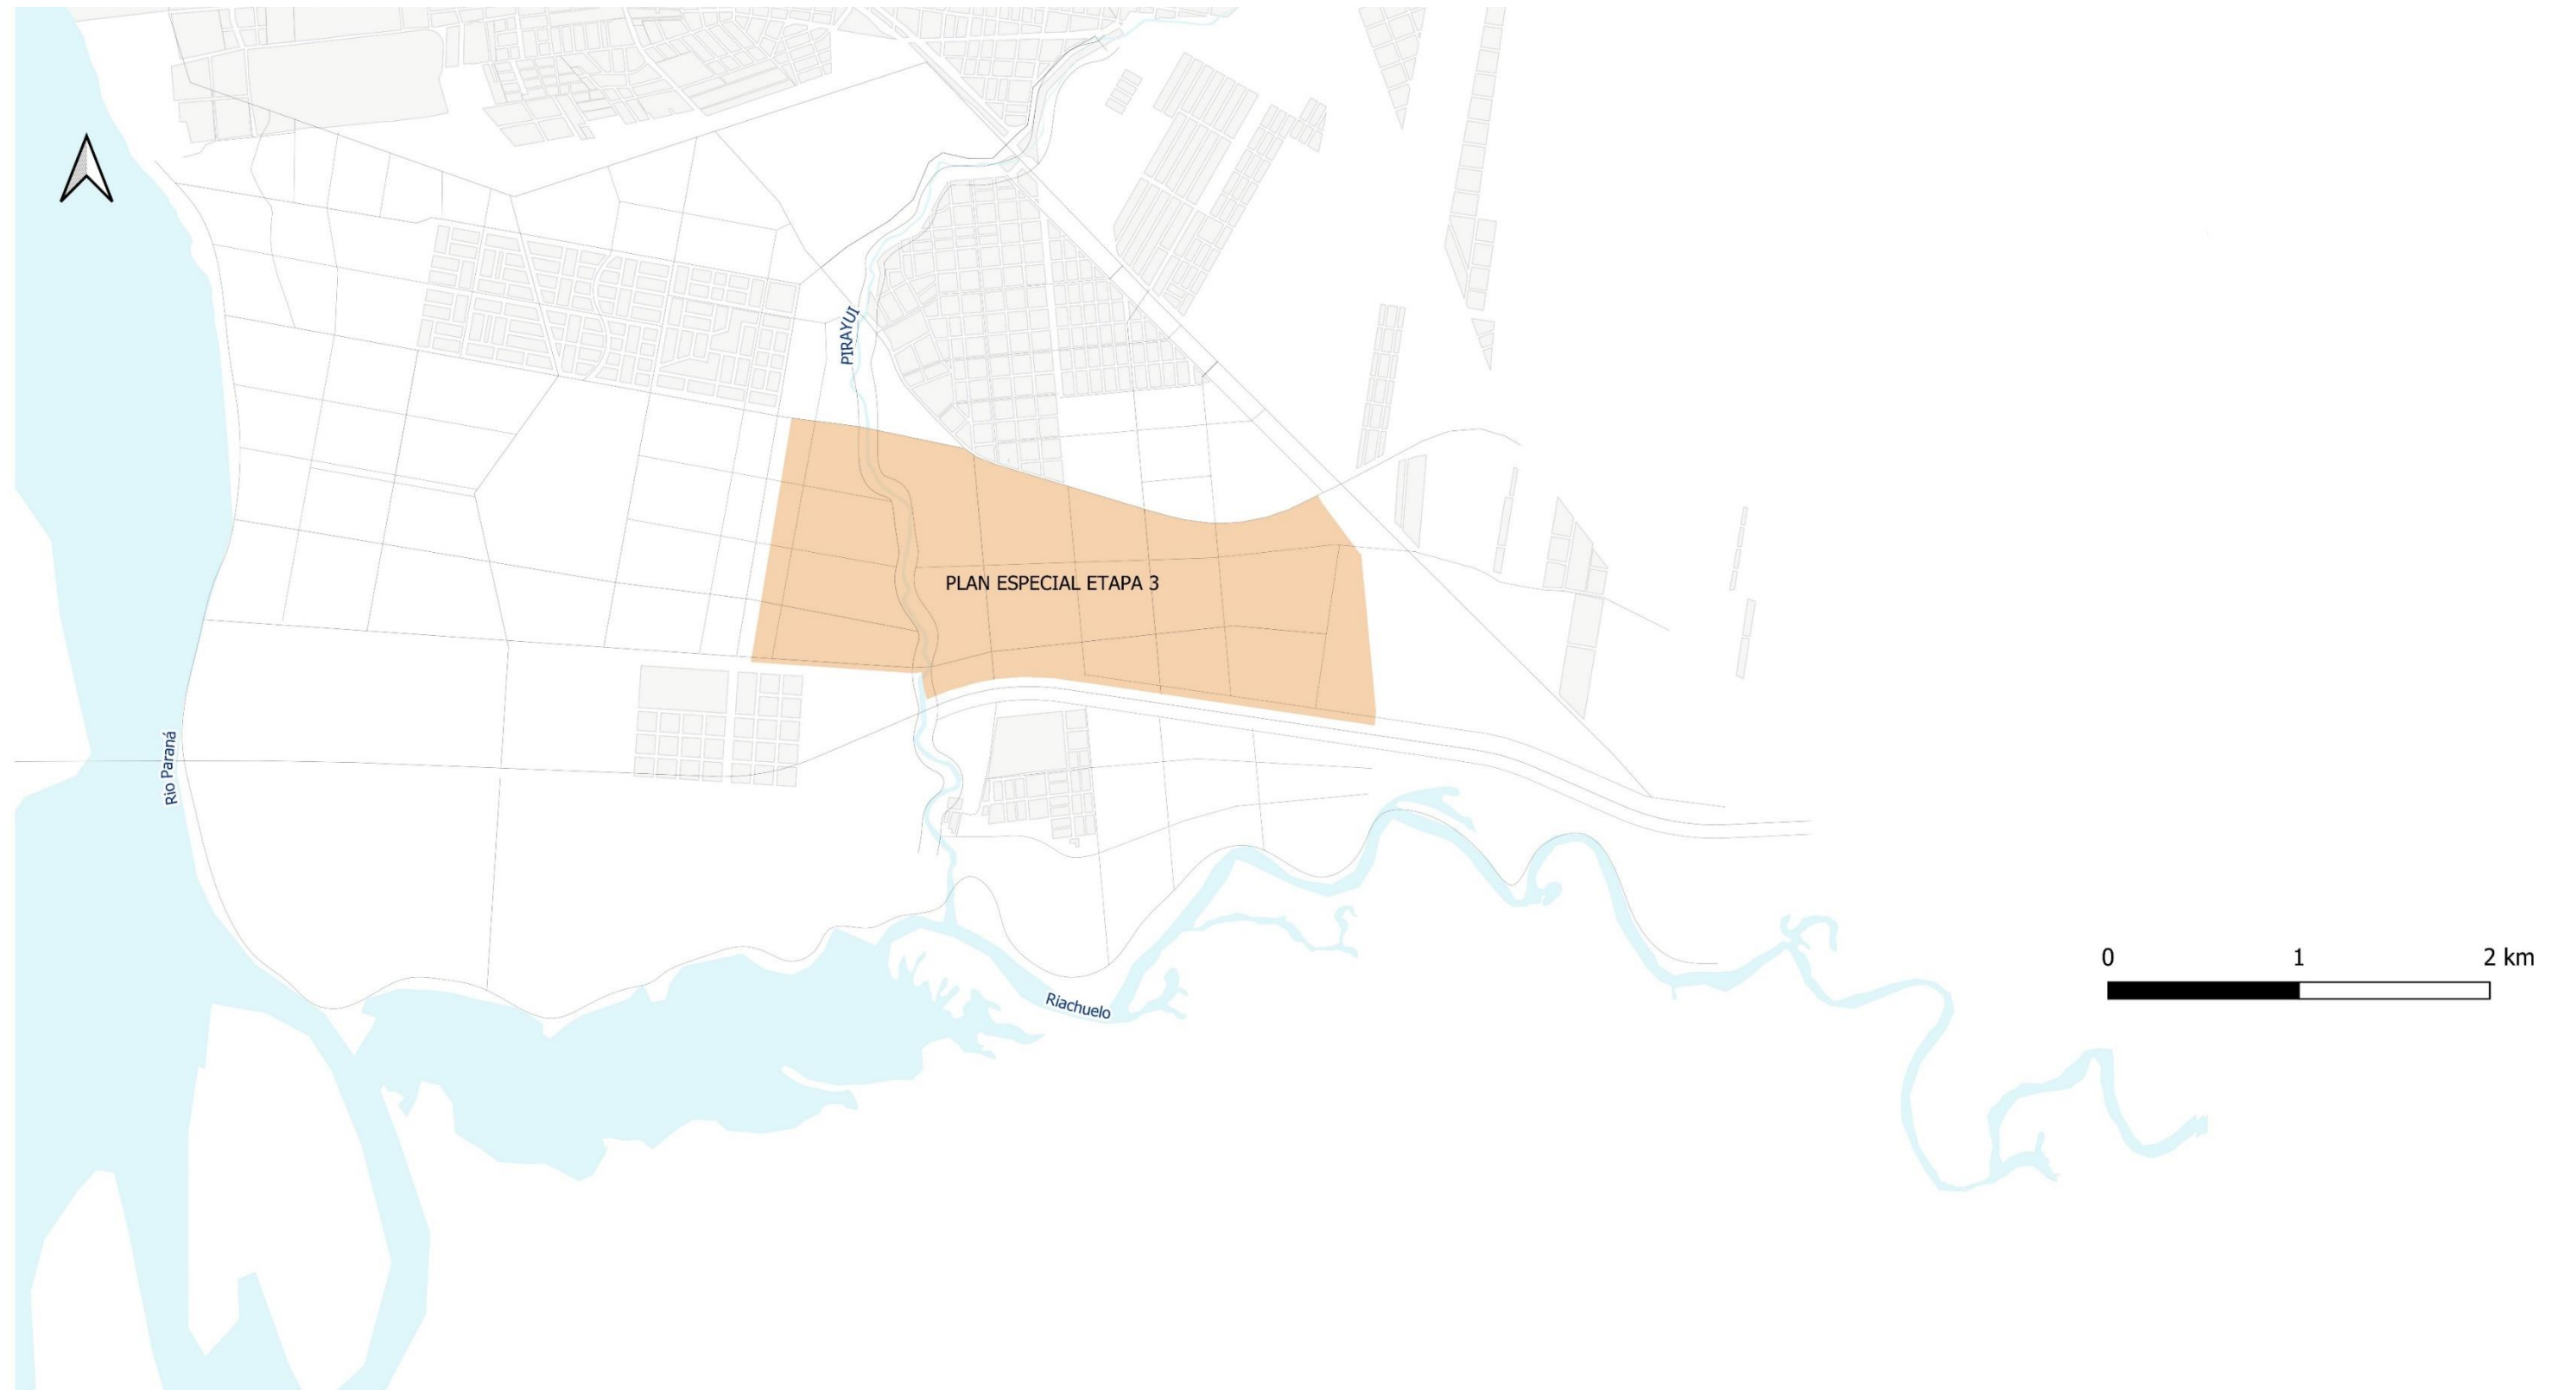 PIRAYUI
PLAN ESPECIAL ETAPA 3
Rio Paraná
0 1 2 km
Riachuelo